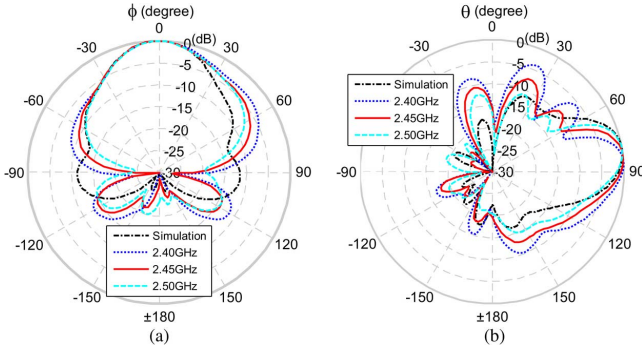 ϕ (degree)
0
-30
30
-60
60
-90
90
-120
120
-150
150
±180
0
(dB)
-5
-10
-15
-20
-25
-30
Simulation
2.40GHz
2.45GHz
2.50GHz
(a)
θ (degree)
0
-30
30
-60
60
-90
90
-120
120
-150
150
±180
0
(dB)
-5
-10
-15
-20
-25
-30
Simulation
2.40GHz
2.45GHz
2.50GHz
(b)